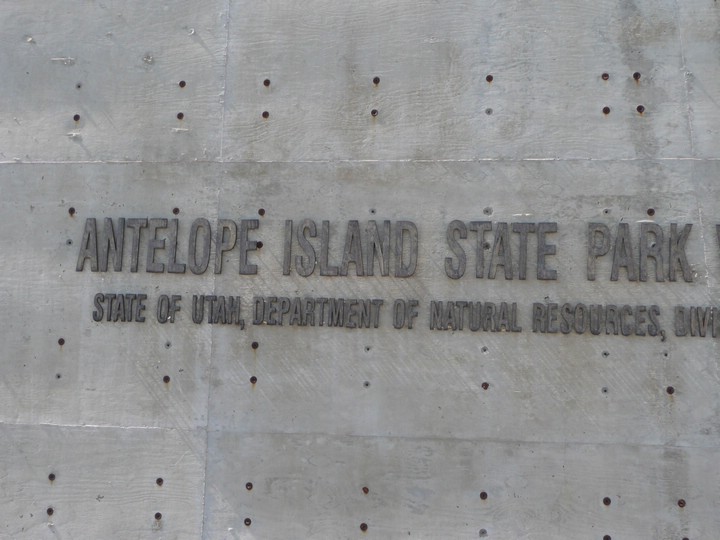 ANTELOPE ISLAND STATE PARK
STATE OF UTAH, DEPARTMENT OF NATURAL RESOURCES,